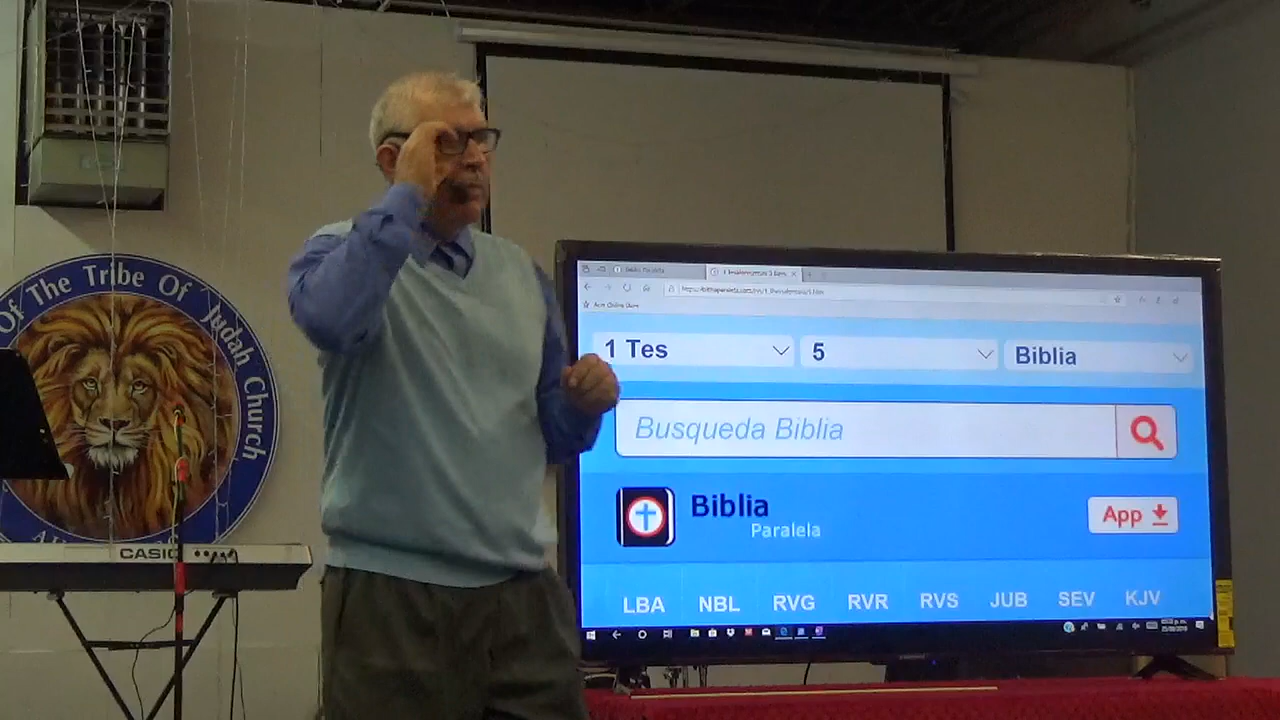 Of The Tribe Of Judah Church
CASIO
1 Tes
5
Biblia
Busqueda Biblia
Biblia
Paralela
App
LBA NBL RVG RVR RVS JUB SEV KJV